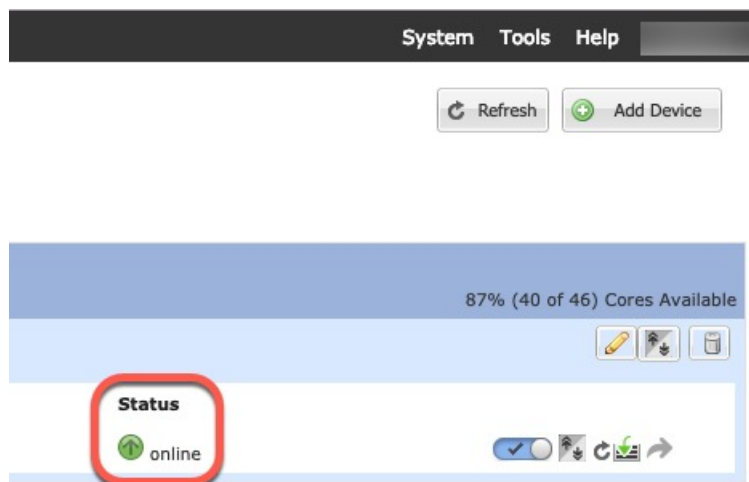 System Tools Help
Refresh Add Device
87% (40 of 46) Cores Available
Status
online